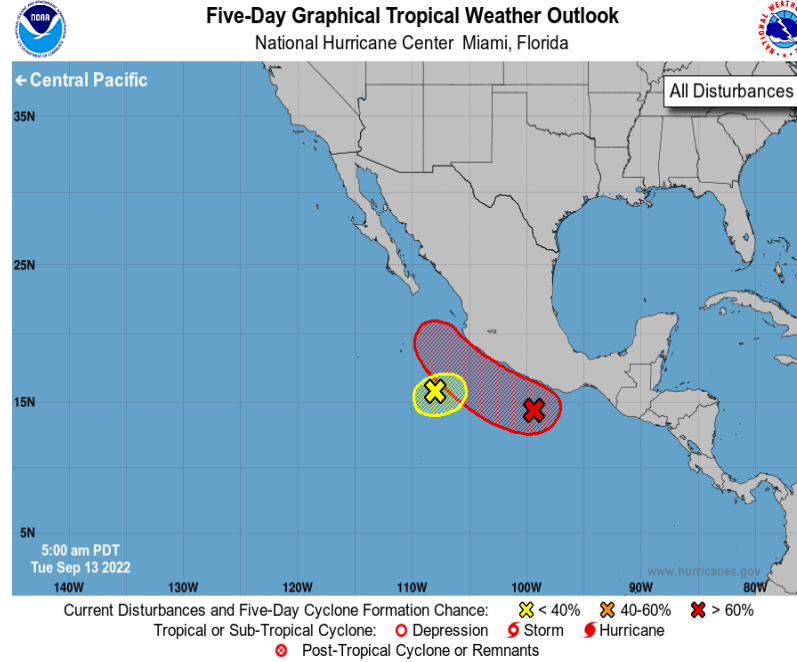 Five-Day Graphical Tropical Weather Outlook
National Hurricane Center Miami, Florida
NOAA
← Central Pacific
All Disturbances
35N
25N
15N
5N
5:00 am PDT
Tue Sep 13 2022
www.hurricanes.gov
140W 130W 120W 110W 100W 90W 80W
Current Disturbances and Five-Day Cyclone Formation Chance: < 40% 40-60% > 60%
Tropical or Sub-Tropical Cyclone: Depression Storm Hurricane
Post-Tropical Cyclone or Remnants